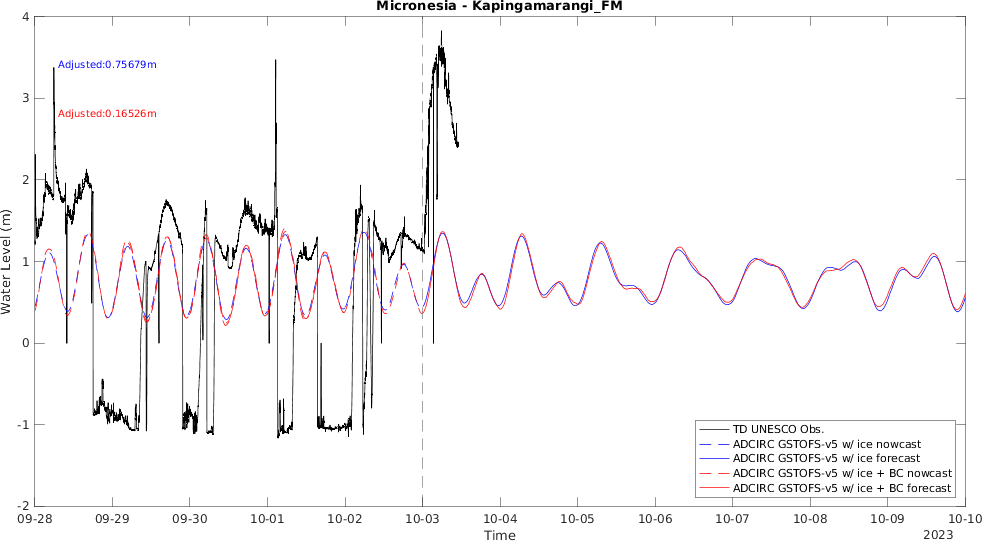 Micronesia - Kapingamarangi_FM
4
3
2
1
0
-1
-2
Water Level (m)
Adjusted:0.75679m
Adjusted:0.16526m
TD UNESCO Obs.
ADCIRC GSTOFS-v5 w/ ice nowcast
ADCIRC GSTOFS-v5 w/ ice forecast
ADCIRC GSTOFS-v5 w/ ice + BC nowcast
ADCIRC GSTOFS-v5 w/ ice + BC forecast
09-28 09-29 09-30 10-01 10-02 10-03 10-04 10-05 10-06 10-07 10-08 10-09 10-10
Time
2023